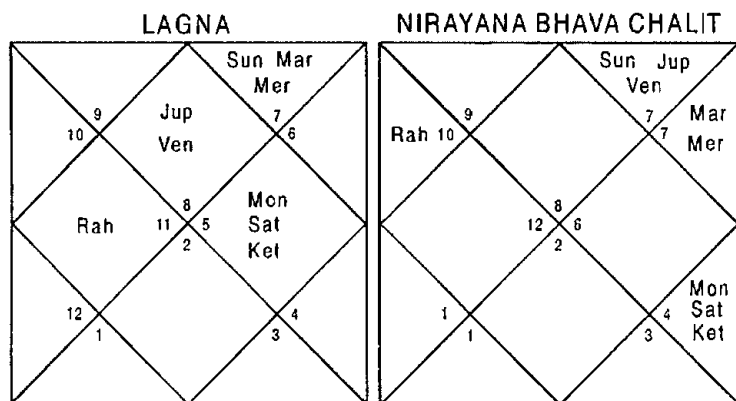 LAGNA
Sun Mar
Mer
Jup
Ven
9
10
7
6
Rah
8
11 5
2
Mon
Sat
Ket
12
1
4
3
NIRAYANA BHAVA CHALIT
Sun Jup
Ven
9
Rah 10
7
7
Mar
Mer
8
12 6
2
1
1
4
3
Mon
Sat
Ket